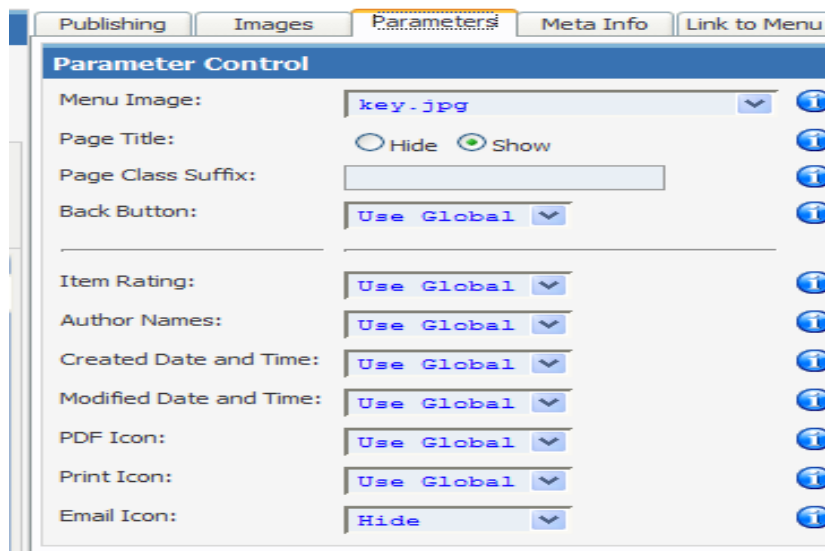 Publishing Images Parameters Meta Info Link to Menu
Parameter Control
Menu Image: key.jpg
Page Title: Hide Show
Page Class Suffix:
Back Button: Use Global
Item Rating: Use Global
Author Names: Use Global
Created Date and Time: Use Global
Modified Date and Time: Use Global
PDF Icon: Use Global
Print Icon: Use Global
Email Icon: Hide